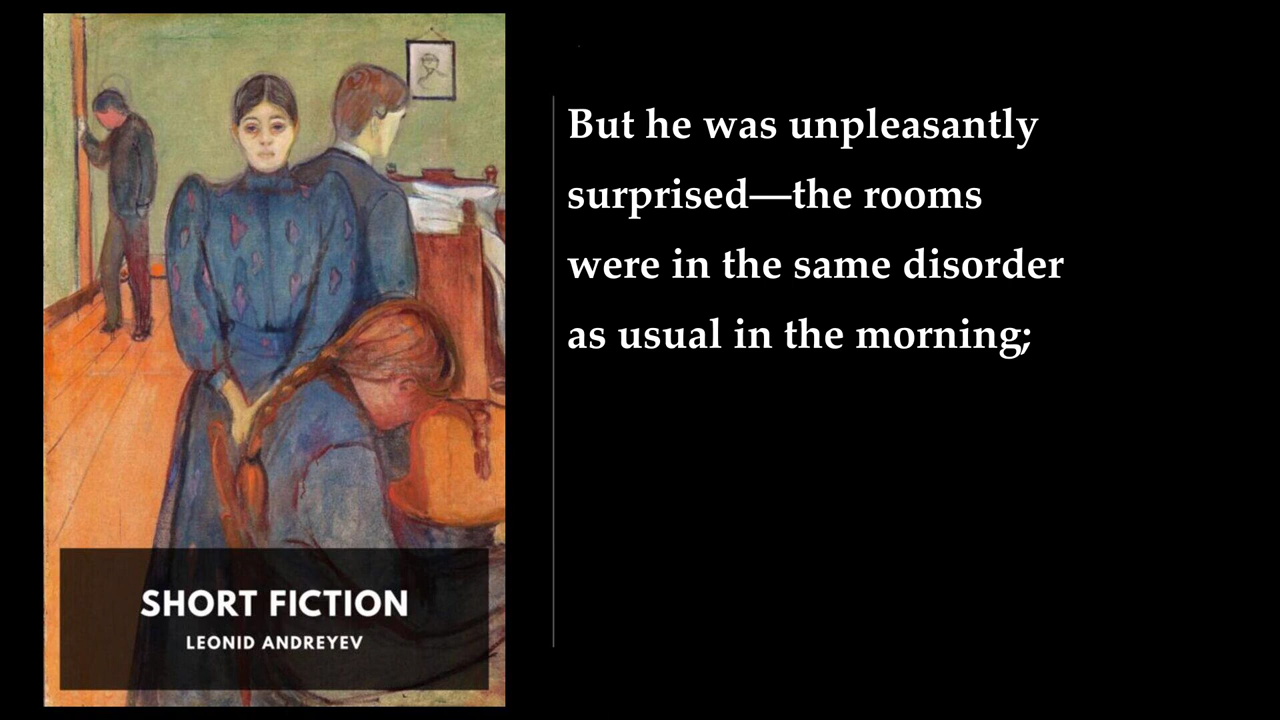 But he was unpleasantly
surprised—the rooms
were in the same disorder
as usual in the morning;
SHORT FICTION
LEONID ANDREYEV